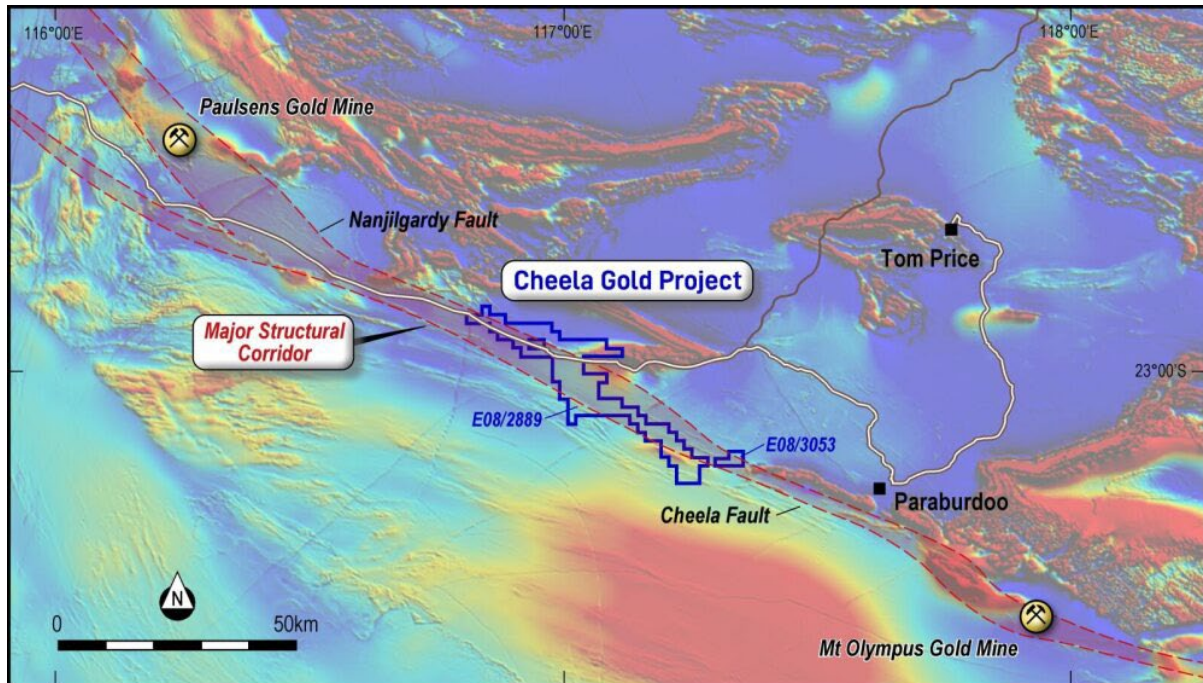 116°00'E
117°00'E
118°00'E
Paulsens Gold Mine
Nanjilgardy Fault
Tom Price
Cheela Gold Project
Major Structural
Corridor
23°00'S
E08/2889
E08/3053
Paraburdoo
Cheela Fault
N
0
50km
Mt Olympus Gold Mine